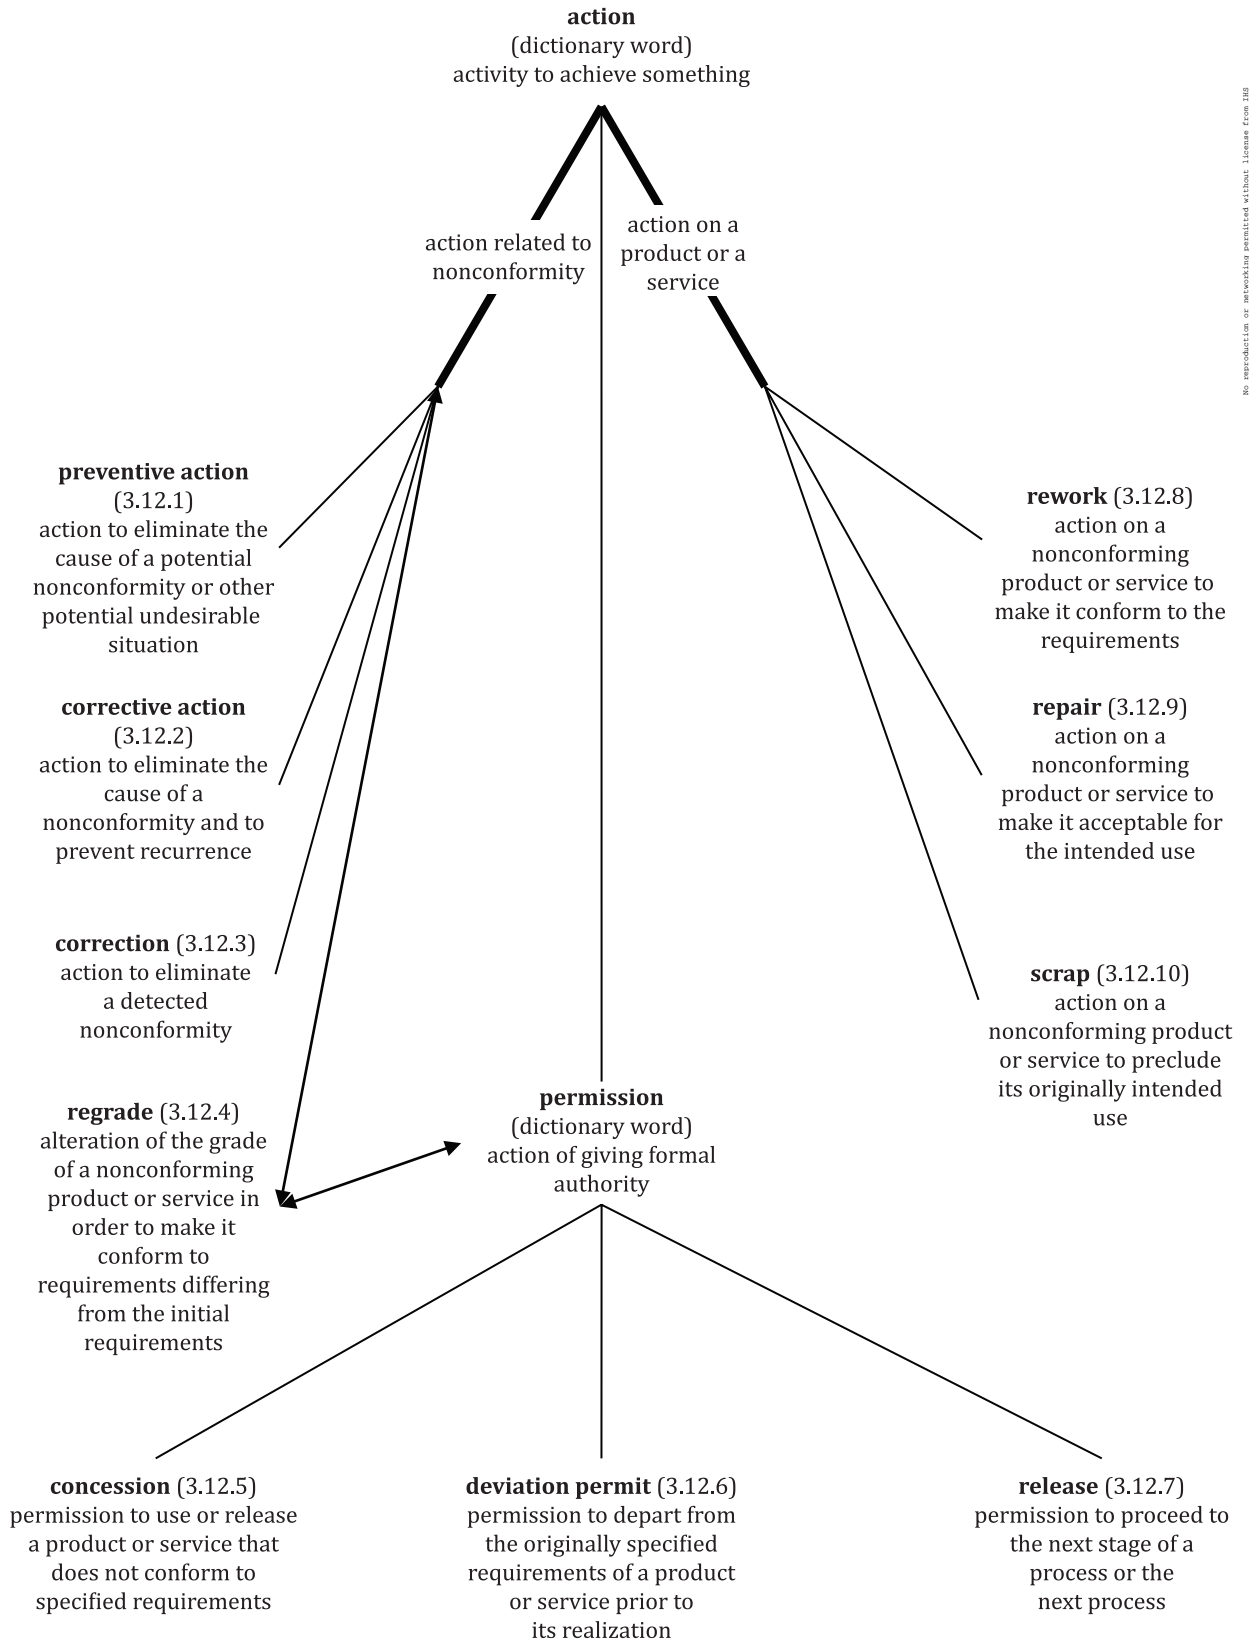 action
(dictionary word)
activity to achieve something
action related to
nonconformity
action on a
product or a
service
preventive action
(3.12.1)
action to eliminate the
cause of a potential
nonconformity or other
potential undesirable
situation
corrective action
(3.12.2)
action to eliminate the
cause of a
nonconformity and to
prevent recurrence
correction (3.12.3)
action to eliminate
a detected
nonconformity
regrade (3.12.4)
alteration of the grade
of a nonconforming
product or service in
order to make it
conform to
requirements differing
from the initial
requirements
rework (3.12.8)
action on a
nonconforming
product or service to
make it conform to the
requirements
repair (3.12.9)
action on a
nonconforming
product or service to
make it acceptable for
the intended use
scrap (3.12.10)
action on a
nonconforming product
or service to preclude
its originally intended
use
permission
(dictionary word)
action of giving formal
authority
concession (3.12.5)
permission to use or release
a product or service that
does not conform to
specified requirements
deviation permit (3.12.6)
permission to depart from
the originally specified
requirements of a product
or service prior to
its realization
release (3.12.7)
permission to proceed to
the next stage of a
process or the
next process
No reproduction or networking permitted without license from IHS